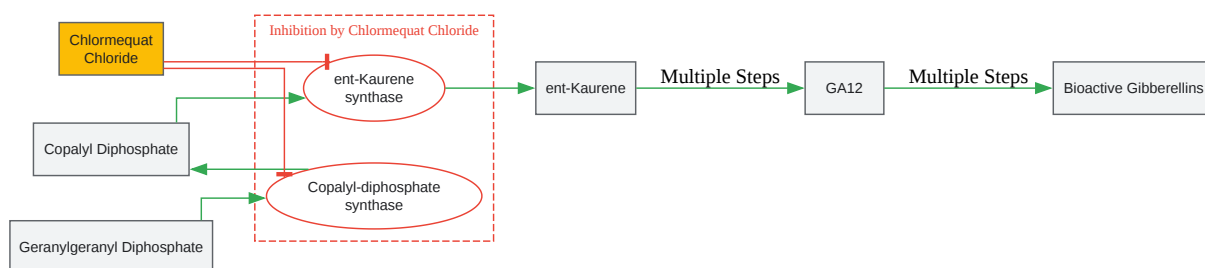 Chlormequat
Chloride
Inhibition by Chlormequat Chloride
ent-Kaurene
synthase
ent-Kaurene
Multiple Steps
GA12
Multiple Steps
Bioactive Gibberellins
Copalyl Diphosphate
Copalyl-diphosphate
synthase
Geranylgeranyl Diphosphate